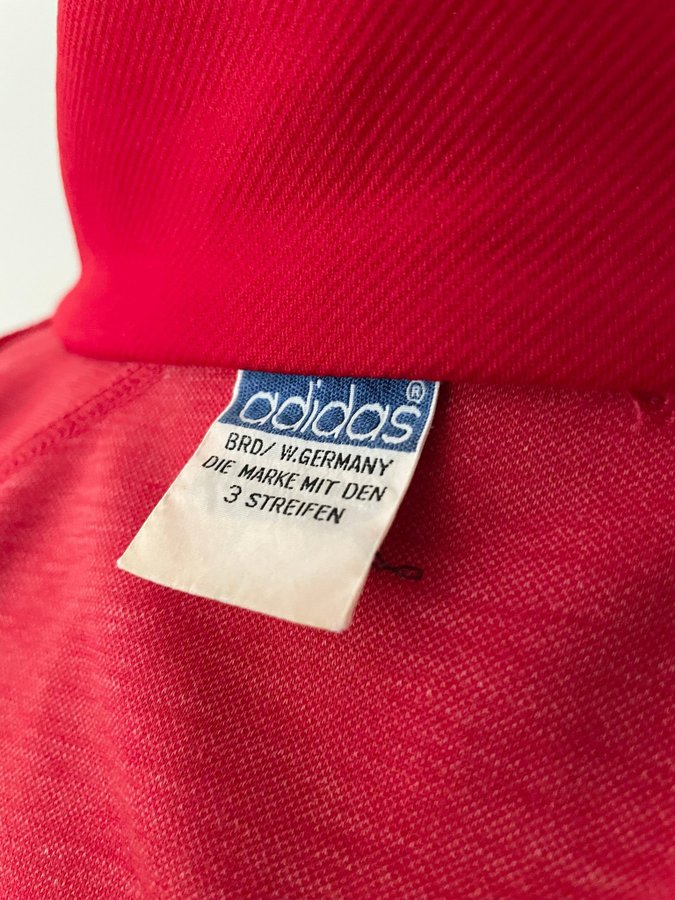 adidas®
BRD/ W.GERMANY
DIE MARKE MIT DEN
3 STREIFEN